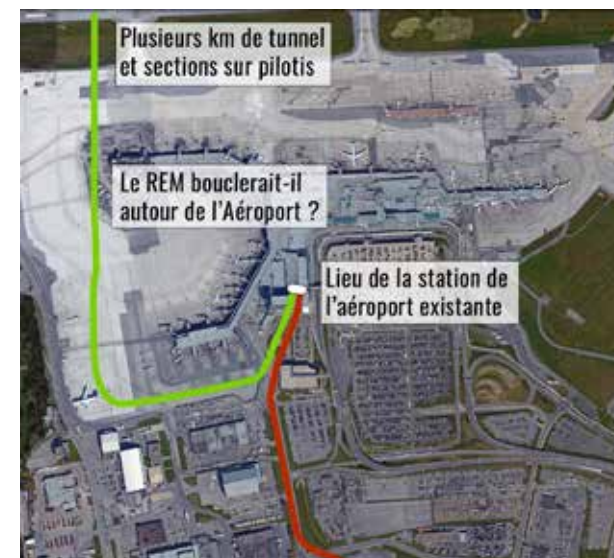 Plusieurs km de tunnel
et sections sur pilotis
Le REM bouclerait-il
autour de l'Aéroport ?
Lieu de la station de
l'aéroport existante